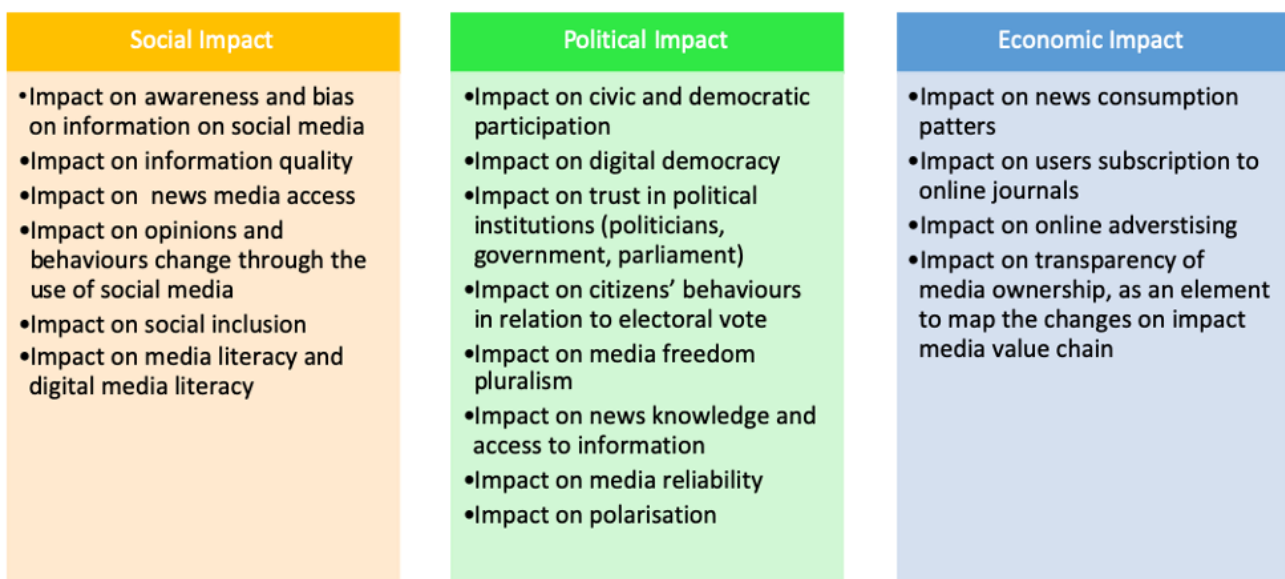 Social Impact
•Impact on awareness and bias
on information on social media
•Impact on information quality
•Impact on  news media access
•Impact on opinions and
behaviours change through the
use of social media
•Impact on social inclusion
•Impact on media literacy and
digital media literacy
Political Impact
•Impact on civic and democratic
participation
•Impact on digital democracy
•Impact on trust in political
institutions (politicians,
government, parliament)
•Impact on citizens’ behaviours
in relation to electoral vote
•Impact on media freedom
pluralism
•Impact on news knowledge and
access to information
•Impact on media reliability
•Impact on polarisation
Economic Impact
•Impact on news consumption
patters
•Impact on users subscription to
online journals
•Impact on online adverstising
•Impact on transparency of
media ownership, as an element
to map the changes on impact
media value chain